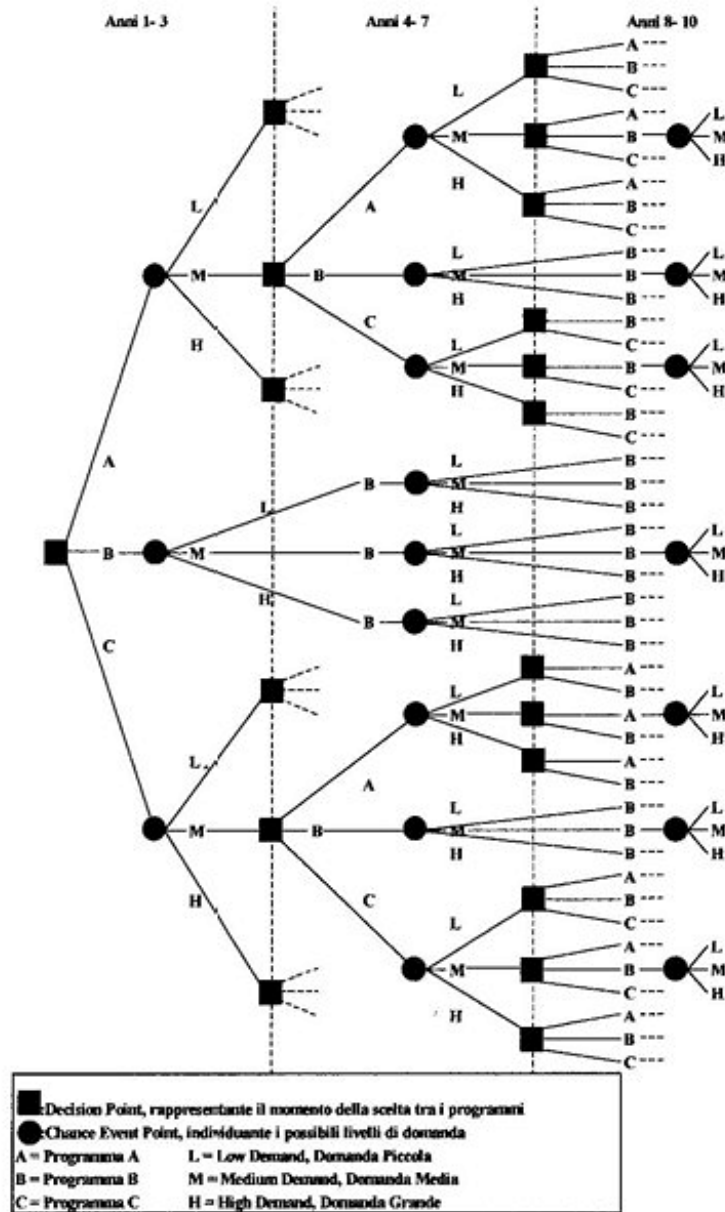 Anni 1- 3 Anni 4- 7 Anni 8- 10
A ----
B ----
L C ----
A L
M B M
C ---- H
H A ----
L A B ----
C ----
L B ---- L
M B M B M
H B ----
C B ----
H L C ----
M B M
H C ---- H
B ----
C ----
A L B ----
B M B ----
L H B ----
L B ---- L
B M B M B M
H B ---- H
H L B ----
B M B ----
C H B ----
A ----
L B ---- L
M A M
H B ---- H
L A ----
A B ----
L B ---- L
M B M B M
H B ---- H
A ----
H C B ----
L C ----
A ---- L
M B M
C ---- H
H A ----
B ----
C ----
:Decision Point, rappresentante il momento della scelta tra i programmi
:Chance Event Point, individuante i possibili livelli di domanda
A = Programma A L = Low Demand, Domanda Piccola
B = Programma B M = Medium Demand, Domanda Media
C = Programma C H = High Demand, Domanda Grande